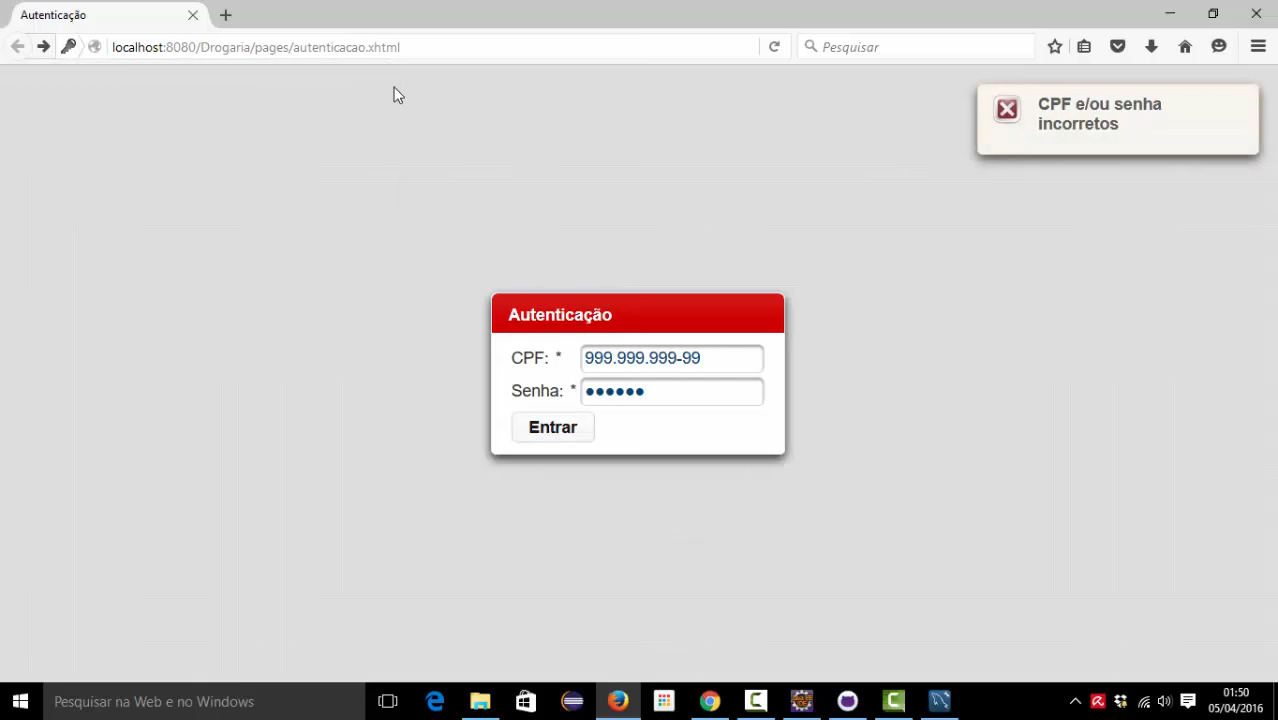 Autenticação
localhost:8080/Drogaria/pages/autenticacao.xhtml
Pesquisar
CPF e/ou senha
incorretos
Autenticação
CPF: * 999.999.999-99
Senha: * ●●●●●●
Entrar
Pesquisar na Web e no Windows
01:50
05/04/2016